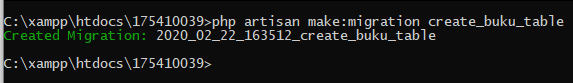 C:\xampp\htdocs\175410039>php artisan make:migration create_buku_table
Created Migration: 2020_02_22_163512_create_buku_table
C:\xampp\htdocs\175410039>